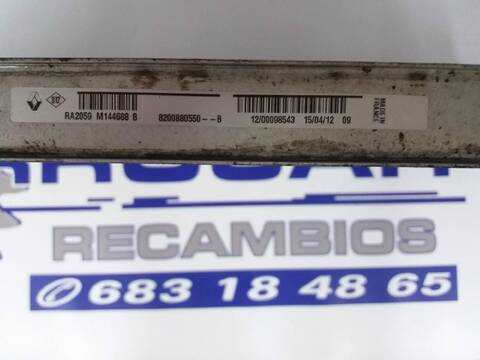 RA2059 M144668 B 8200880550--B 12/00098543 15/04/12 09
MADE IN
FRANCE
RECAMBIOS
683 18 48 65